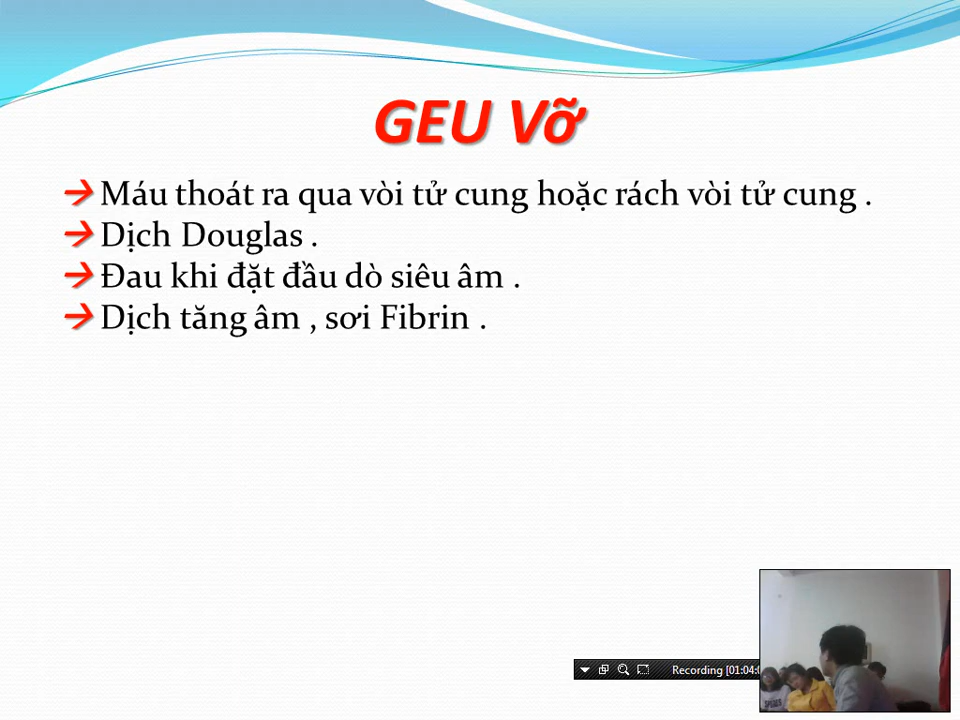 GEU Vỡ
→ Máu thoát ra qua vòi tử cung hoặc rách vòi tử cung .
→ Dịch Douglas .
→ Đau khi đặt đầu dò siêu âm .
→ Dịch tăng âm , sơi Fibrin .
Recording [01:04: